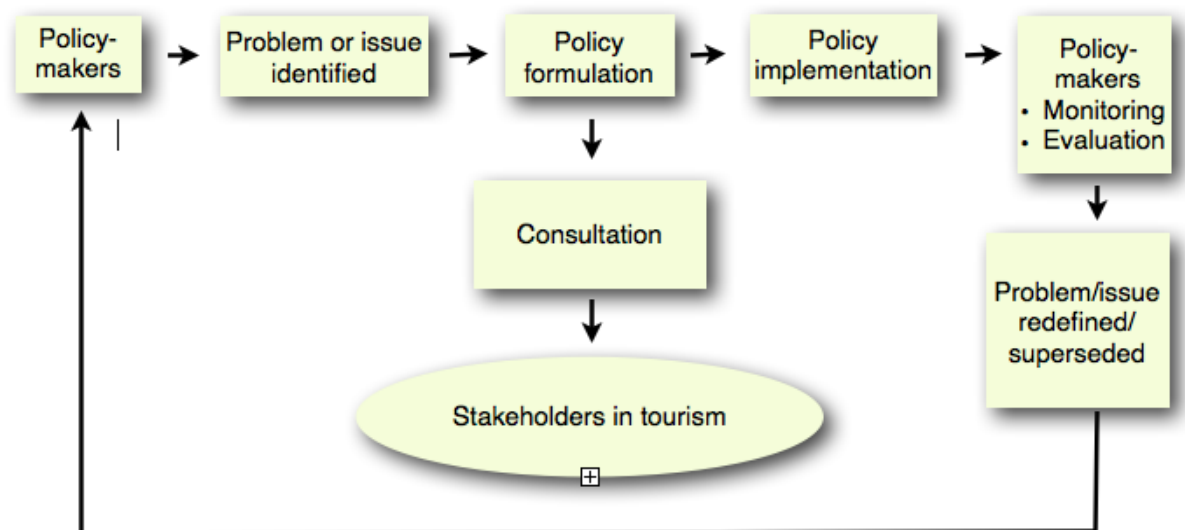 Policy-
makers
Problem or issue
identified
Policy
formulation
Policy
implementation
Policy-
makers
• Monitoring
• Evaluation
Consultation
Problem/issue
redefined/
superseded
Stakeholders in tourism